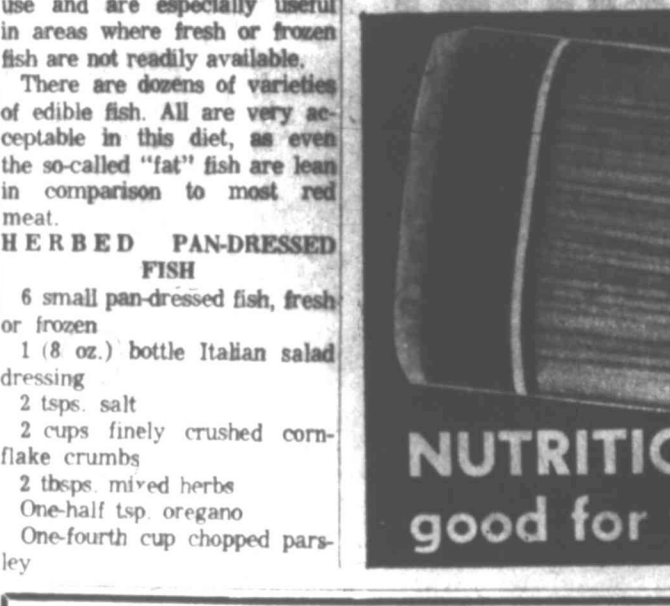 use and are especially useful
in areas where fresh or frozen
fish are not readily available.
There are dozens of varieties
of edible fish. All are very ac-
ceptable in this diet, as even
the so-called "fat" fish are lean
in comparison to most red
meat.
HERBED PAN-DRESSED
FISH
6 small pan-dressed fish, fresh
or frozen
1 (8 oz.) bottle Italian salad
dressing
2 tsps. salt
2 cups finely crushed corn-
flake crumbs
2 tbsps. mixed herbs
One-half tsp. oregano
One-fourth cup chopped pars-
ley
NUTRITIO
good for